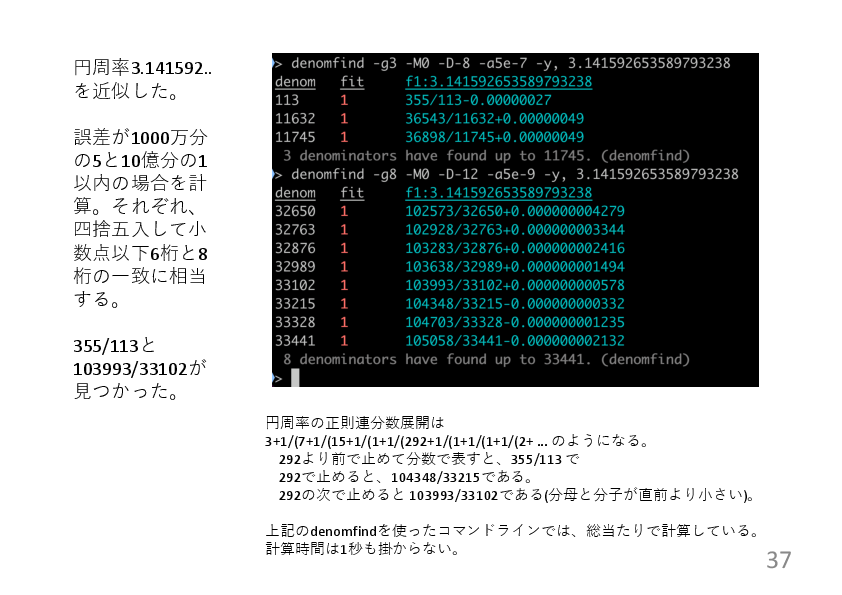 円周率3.141592..
を近似した。
誤差が1000万分
の5と10億分の1
以内の場合を計
算。それぞれ、
四捨五入して小
数点以下6桁と8
桁の一致に相当
する。
355/113と
103993/33102が
見つかった。
> denomfind -g3 -M0 -D-8 -a5e-7 -y, 3.141592653589793238
denom fit f1:3.141592653589793238
113 1 355/113-0.00000027
11632 1 36543/11632+0.00000049
11745 1 36898/11745+0.00000049
3 denominators have found up to 11745. (denomfind)
> denomfind -g8 -M0 -D-12 -a5e-9 -y, 3.141592653589793238
denom fit f1:3.141592653589793238
32650 1 102573/32650+0.000000004279
32763 1 102928/32763+0.000000003344
32876 1 103283/32876+0.000000002416
32989 1 103638/32989+0.000000001494
33102 1 103993/33102+0.000000000578
33215 1 104348/33215-0.000000000332
33328 1 104703/33328-0.000000001235
33441 1 105058/33441-0.000000002132
8 denominators have found up to 33441. (denomfind)
>
円周率の正則連分数展開は
3+1/(7+1/(15+1/(1+1/(292+1/(1+1/(1+1/(2+ ... のようになる。
292より前で止めて分数で表すと、355/113 で
292で止めると、104348/33215である。
292の次で止めると 103993/33102である(分母と分子が直前より小さい)。
上記のdenomfindを使ったコマンドラインでは、総当たりで計算している。
計算時間は1秒も掛からない。
37